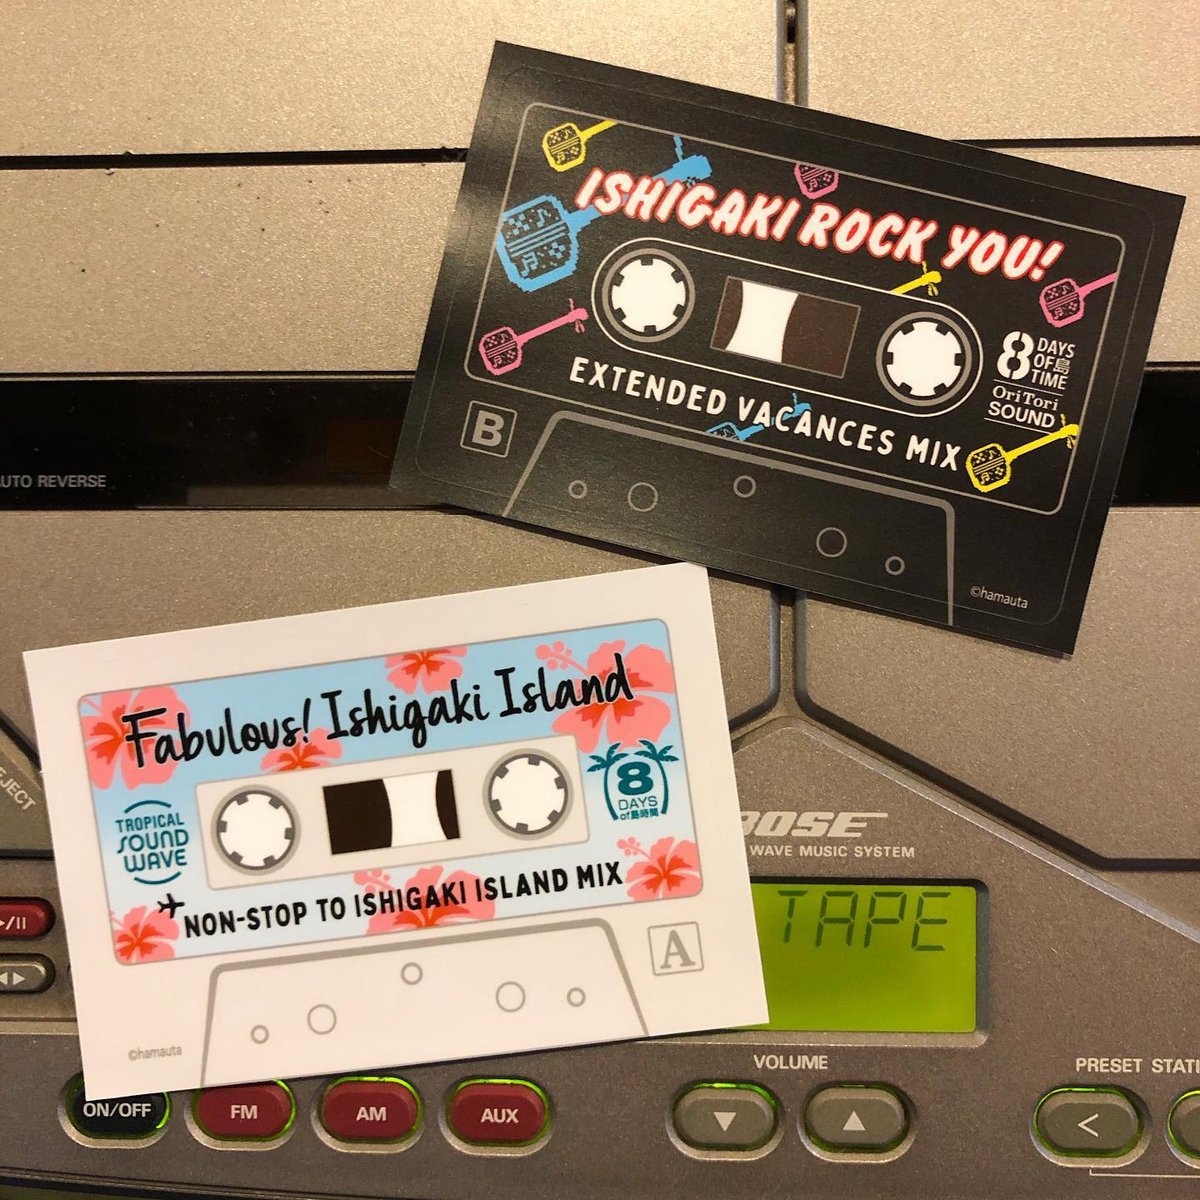 ISHIGAKI ROCK YOU!
8 DAYS
OF島
TIME
OriTori
SOUND
EXTENDED VACANCES MIX
B
©hamauta
AUTO REVERSE
Fabulous! Ishigaki Island
TROPICAL
SOUND
WAVE
8
DAYS
of島時間
NON-STOP TO ISHIGAKI ISLAND MIX
A
©hamauta
EJECT
BOSE
WAVE MUSIC SYSTEM
TAPE
VOLUME
PRESET STATI
ON/OFF
FM
AM
AUX